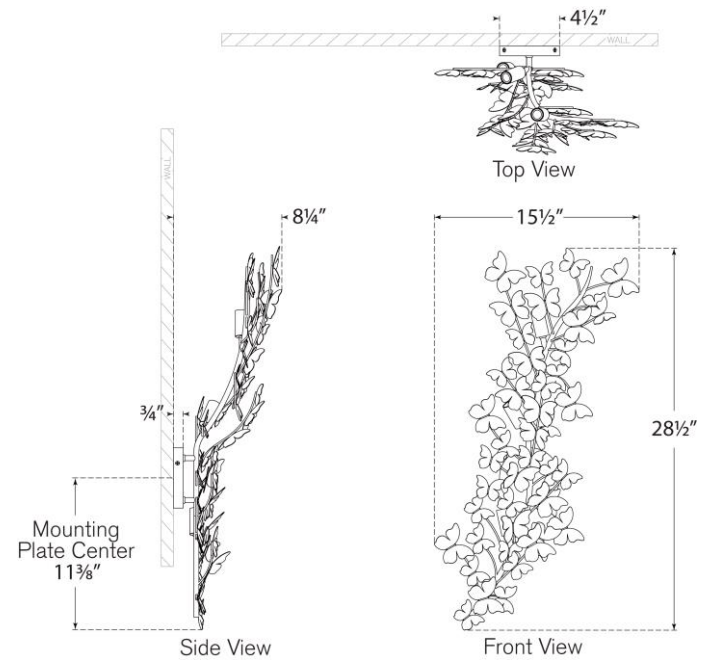 4½"
WALL
Top View
WALL
8¼"
15½"
¾"
28½"
Mounting
Plate Center
11⅜"
Side View
Front View